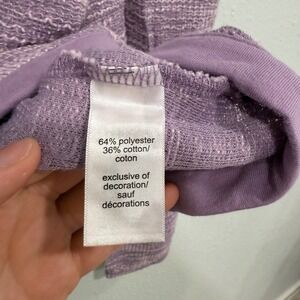 64% polyester
36% cotton/
coton
exclusive of
decoration/
sauf
décorations